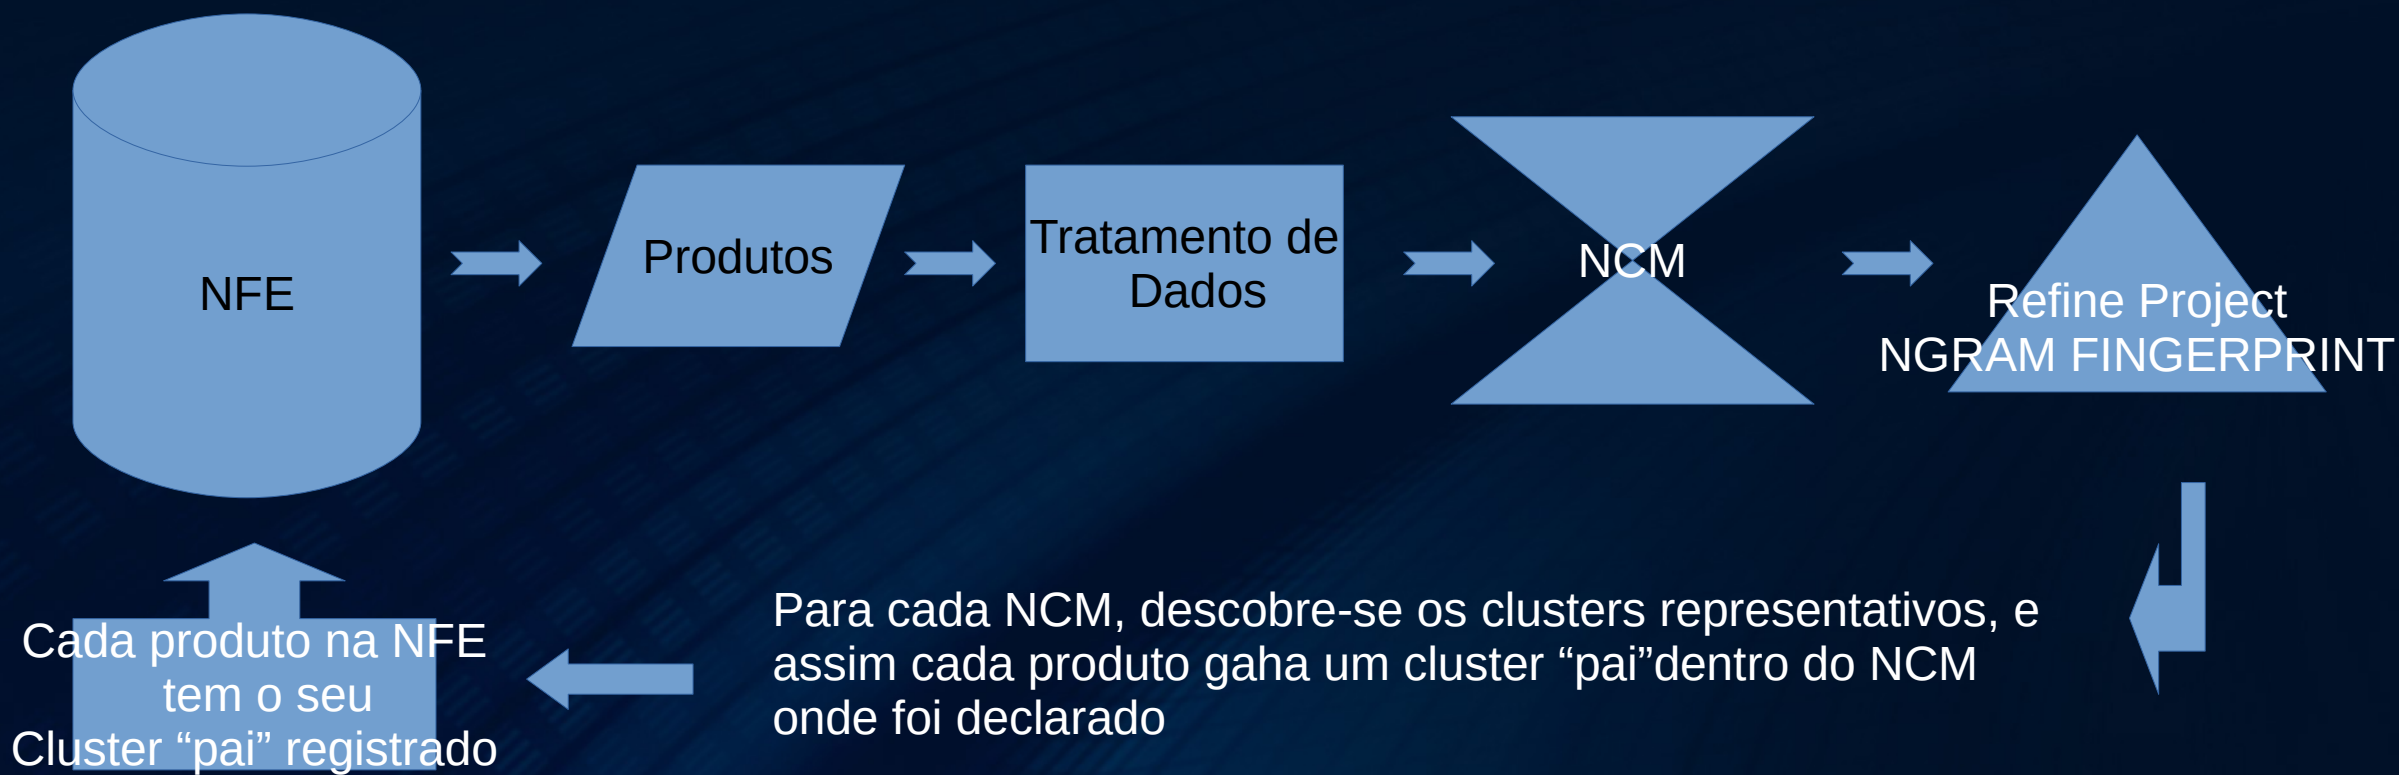 NFE
Produtos
Tratamento de
Dados
NCM
Refine Project
NGRAM FINGERPRINT
Para cada NCM, descobre-se os clusters representativos, e
assim cada produto gaha um cluster “pai”dentro do NCM
onde foi declarado
Cada produto na NFE
tem o seu
Cluster “pai” registrado